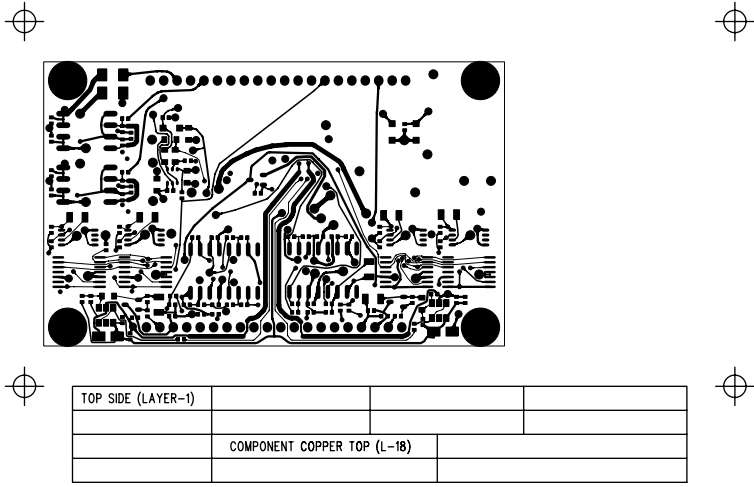 TOP SIDE (LAYER-1)
COMPONENT COPPER TOP (L-18)